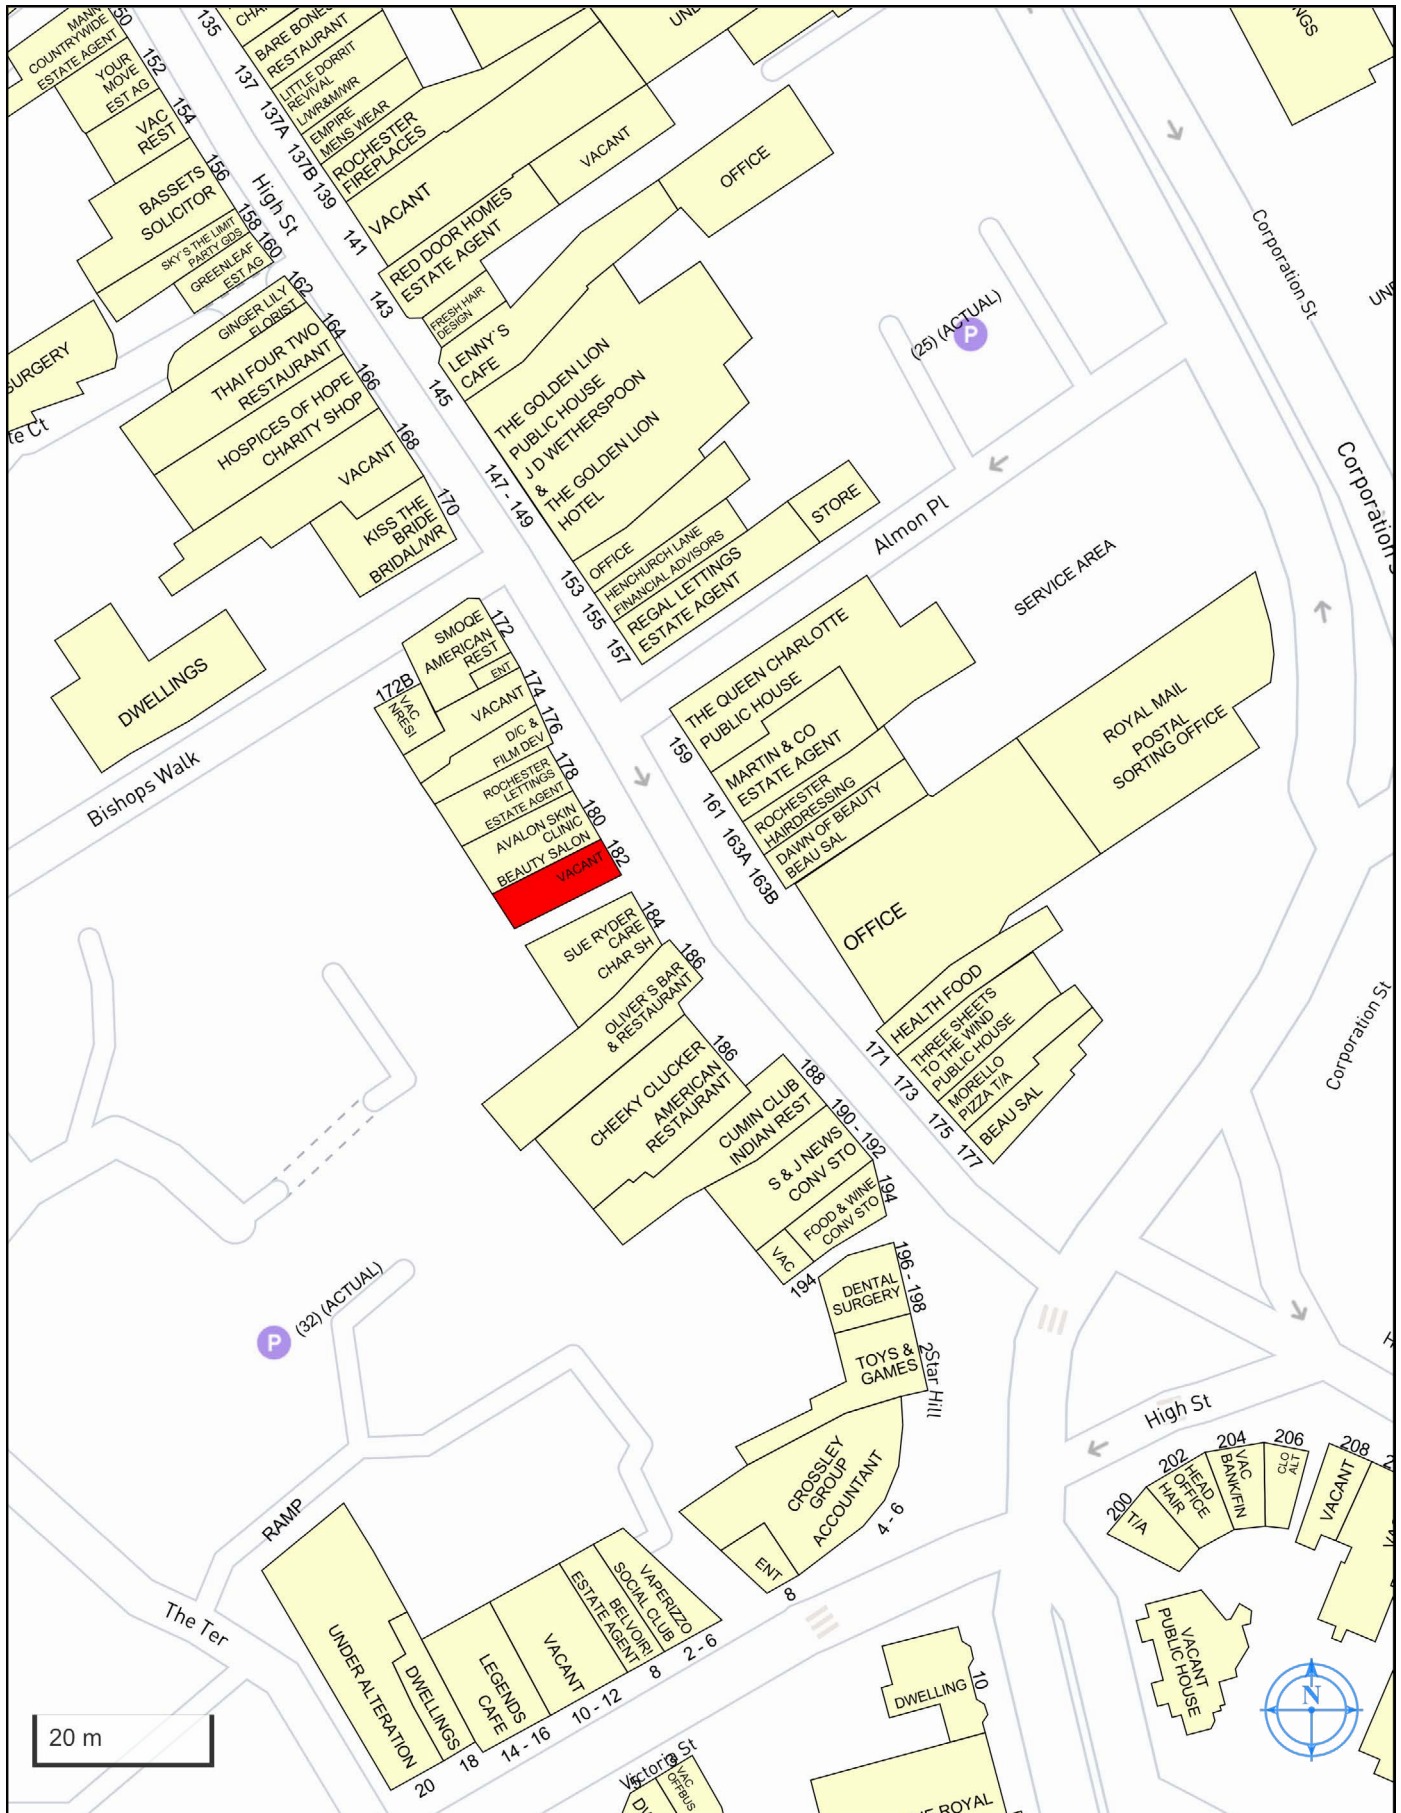 MANN
COUNTRYWIDE
ESTATE AGENT
150
YOUR
MOVE
EST AG
152
VAC
REST
154
BASSETS
SOLICITOR
156
SKY'S THE LIMIT
PARTY GDS
158
GREENLEAF
EST AG
160
High St
135
BARE BONES
RESTAURANT
137
LITTLE DORRIT
REVIVAL
L/WR&M/WR
137A
EMPIRE
MENS WEAR
137B
ROCHESTER
FIREPLACES
139
VACANT
141
VACANT
RED DOOR HOMES
ESTATE AGENT
143
OFFICE
FRESH HAIR
DESIGN
LENNY'S
CAFE
145
THE GOLDEN LION
PUBLIC HOUSE
J D WETHERSPOON
&
THE GOLDEN LION
HOTEL
147 - 149
OFFICE
153
HENCHURCH LANE
FINANCIAL ADVISORS
155
REGAL LETTINGS
ESTATE AGENT
157
STORE
Almon Pl
(25) (ACTUAL)
P
Corporation St
SURGERY
te Ct
GINGER LILY
FLORIST
162
THAI FOUR TWO
RESTAURANT
164
HOSPICES OF HOPE
CHARITY SHOP
166
VACANT
168
KISS THE
BRIDE
BRIDAL/WR
170
DWELLINGS
Bishops Walk
SMOQE
AMERICAN
REST
172
ENT
172B
VAC
NRESI
VACANT
174
D/C &
FILM DEV
176
ROCHESTER
LETTINGS
ESTATE AGENT
178
AVALON SKIN
CLINIC
BEAUTY SALON
180
VACANT
182
SUE RYDER
CARE
CHAR SH
184
OLIVER'S BAR
& RESTAURANT
186
CHEEKY CLUCKER
AMERICAN
RESTAURANT
186
CUMIN CLUB
INDIAN REST
188
S & J NEWS
CONV STO
190 - 192
FOOD & WINE
CONV STO
194
VAC
194
DENTAL
SURGERY
196 - 198
TOYS &
GAMES
2
Star Hill
CROSSLEY
GROUP
ACCOUNTANT
4 - 6
ENT
8
SERVICE AREA
THE QUEEN CHARLOTTE
PUBLIC HOUSE
159
MARTIN & CO
ESTATE AGENT
161
ROCHESTER
HAIRDRESSING
163A
DAWN OF BEAUTY
BEAU SAL
163B
ROYAL MAIL
POSTAL
SORTING OFFICE
OFFICE
HEALTH FOOD
171
THREE SHEETS
TO THE WIND
PUBLIC HOUSE
173
MORELLO
PIZZA T/A
175
BEAU SAL
177
Corporation St
(32) (ACTUAL)
P
RAMP
The Ter
UNDER ALTERATION
20
DWELLINGS
18
LEGENDS
CAFE
14 - 16
VACANT
10 - 12
BELVOIR!
ESTATE AGENT
8
VAPERIZZO
SOCIAL CLUB
2 - 6
High St
200
T/A
202
HEAD
OFFICE
HAIR
204
VAC
BANK/FIN
206
CLO
ALT
208
VACANT
VACANT
PUBLIC HOUSE
DWELLING
10
Victoria St
VAC
OFFBUS
ROYAL
N
20 m